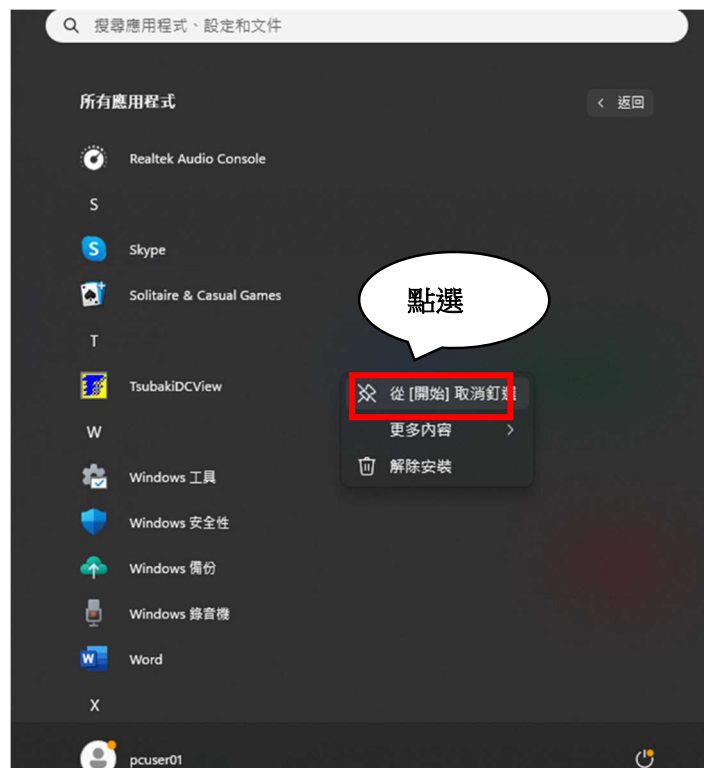 搜尋應用程式、設定和文件
所有應用程式
返回
Realtek Audio Console
S
Skype
Solitaire & Casual Games
點選
T
TsubakiDCView
從 [開始] 取消釘選
W
更多內容
解除安裝
Windows 工具
Windows 安全性
Windows 備份
Windows 錄音機
Word
X
pcuser01